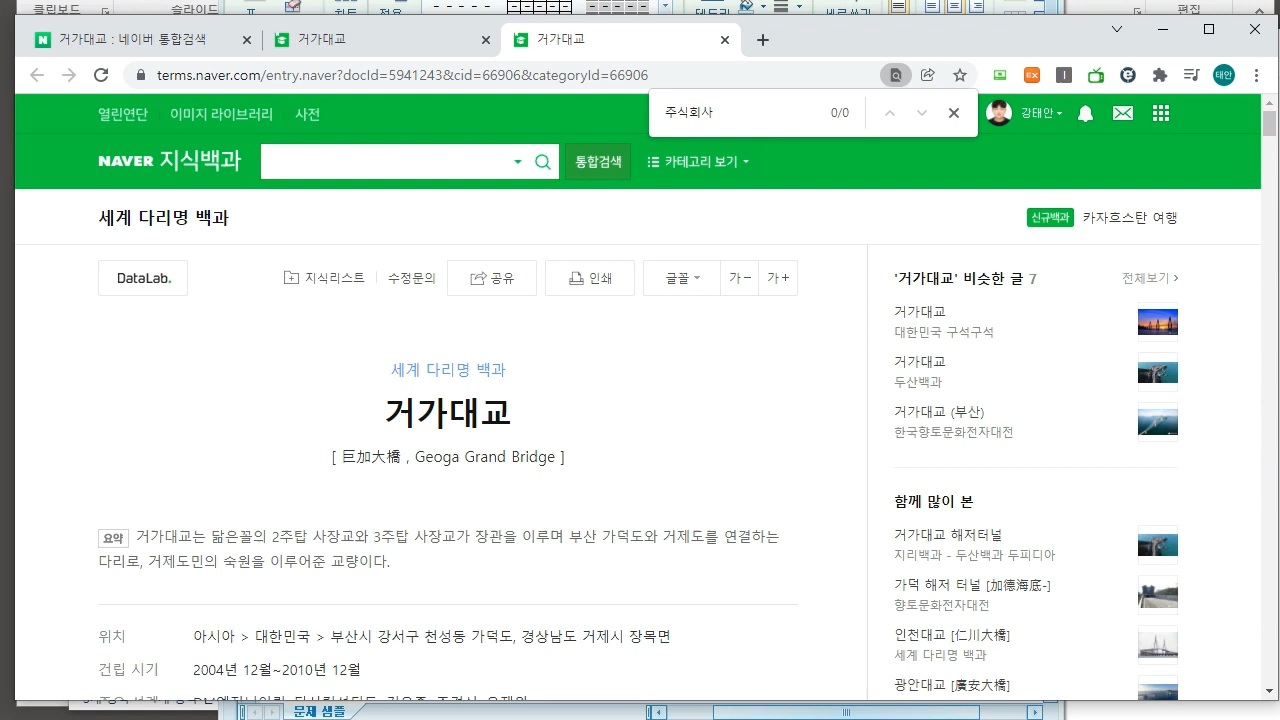 클립보드
슬라이드
편집
거가대교 : 네이버 통합검색
거가대교
거가대교
terms.naver.com/entry.naver?docId=5941243&cid=66906&categoryId=66906
태안
주식회사 0/0
열린연단 이미지 라이브러리 사전
강태안
NAVER 지식백과
통합검색
카테고리 보기
세계 다리명 백과
신규백과 카자흐스탄 여행
DataLab.
지식리스트
수정문의
공유
인쇄
글꼴
가 -
가 +
세계 다리명 백과
거가대교
[ 巨加大橋 , Geoga Grand Bridge ]
요약 거가대교는 닮은꼴의 2주탑 사장교와 3주탑 사장교가 장관을 이루며 부산 가덕도와 거제도를 연결하는
다리로, 거제도민의 숙원을 이루어준 교량이다.
위치 아시아 > 대한민국 > 부산시 강서구 천성동 가덕도, 경상남도 거제시 장목면
건립 시기 2004년 12월~2010년 12월
'거가대교' 비슷한 글 7
전체보기 >
거가대교
대한민국 구석구석
거가대교
두산백과
거가대교 (부산)
한국향토문화전자대전
함께 많이 본
거가대교 해저터널
지리백과 - 두산백과 두피디아
가덕 해저 터널 [加德海底-]
향토문화전자대전
인천대교 [仁川大橋]
세계 다리명 백과
광안대교 [廣安大橋]
문제 샘플